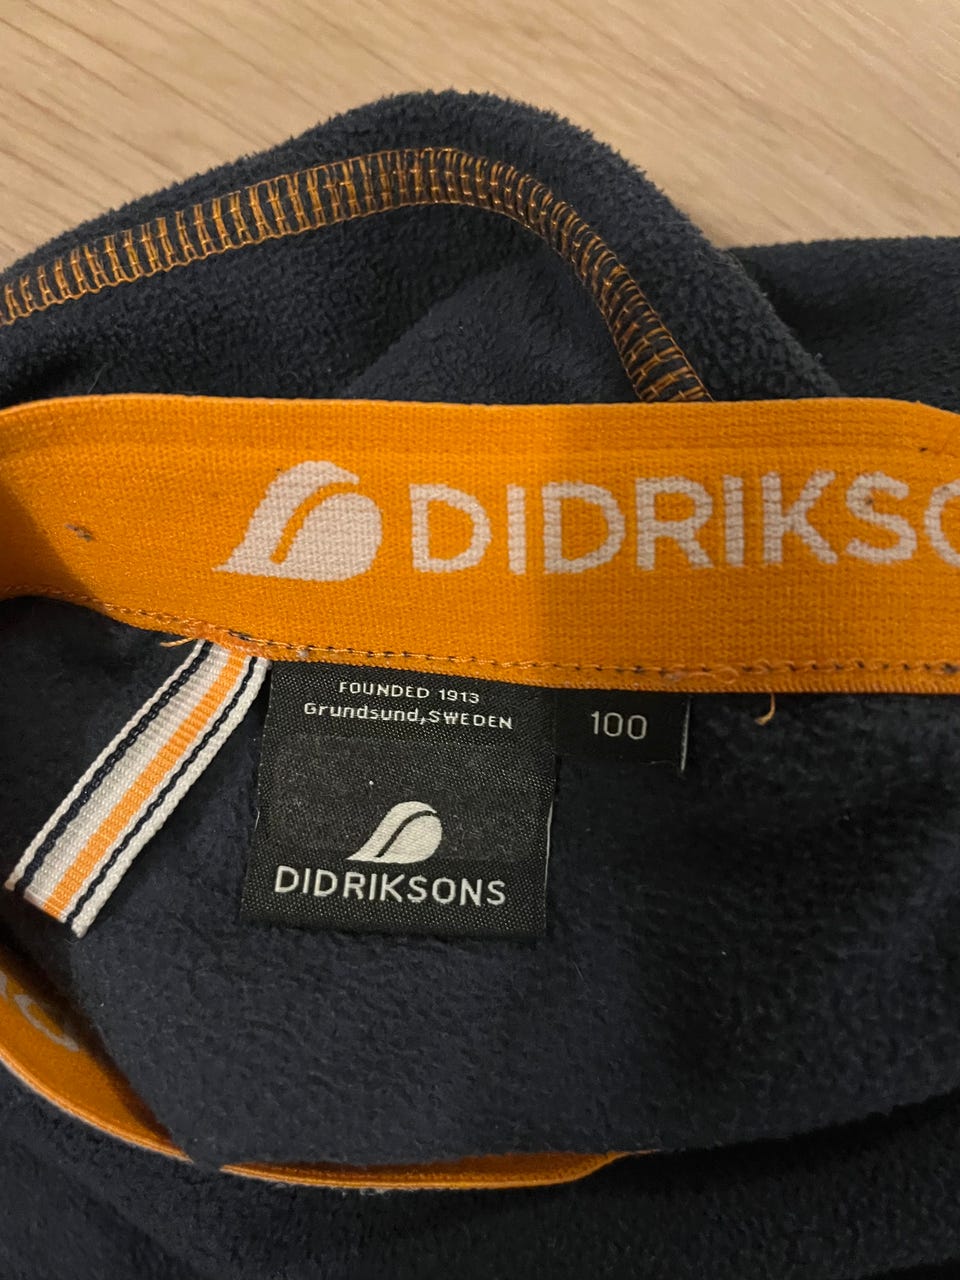 DIDRIKSO
FOUNDED 1913
Grundsund,SWEDEN
100
DIDRIKSONS